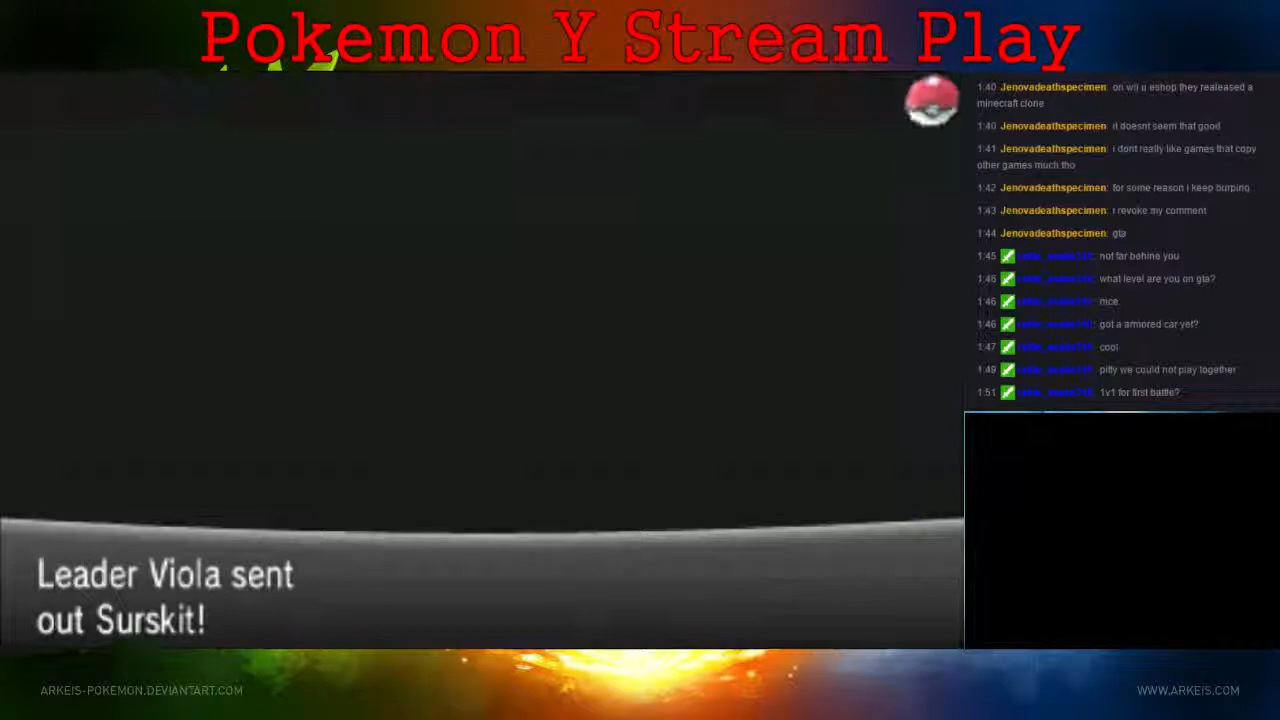 Pokemon Y Stream Play
1:40 Jenovadeathspecimen: on wii u eshop they realeased a
minecraft clone
1:40 Jenovadeathspecimen: it doesnt seem that good
1:41 Jenovadeathspecimen: i dont really like games that copy
other games much tho
1:42 Jenovadeathspecimen: for some reason i keep burping
1:43 Jenovadeathspecimen: i revoke my comment
1:44 Jenovadeathspecimen: gta
1:45 not far behind you
1:46 what level are you on gta?
1:46 nice
1:46 got a armored car yet?
1:47 cool
1:49 pitty we could not play together
1:51 1v1 for first battle?
Leader Viola sent
out Surskit!
ARKEIS-POKEMON.DEVIANTART.COM
WWW.ARKEIS.COM